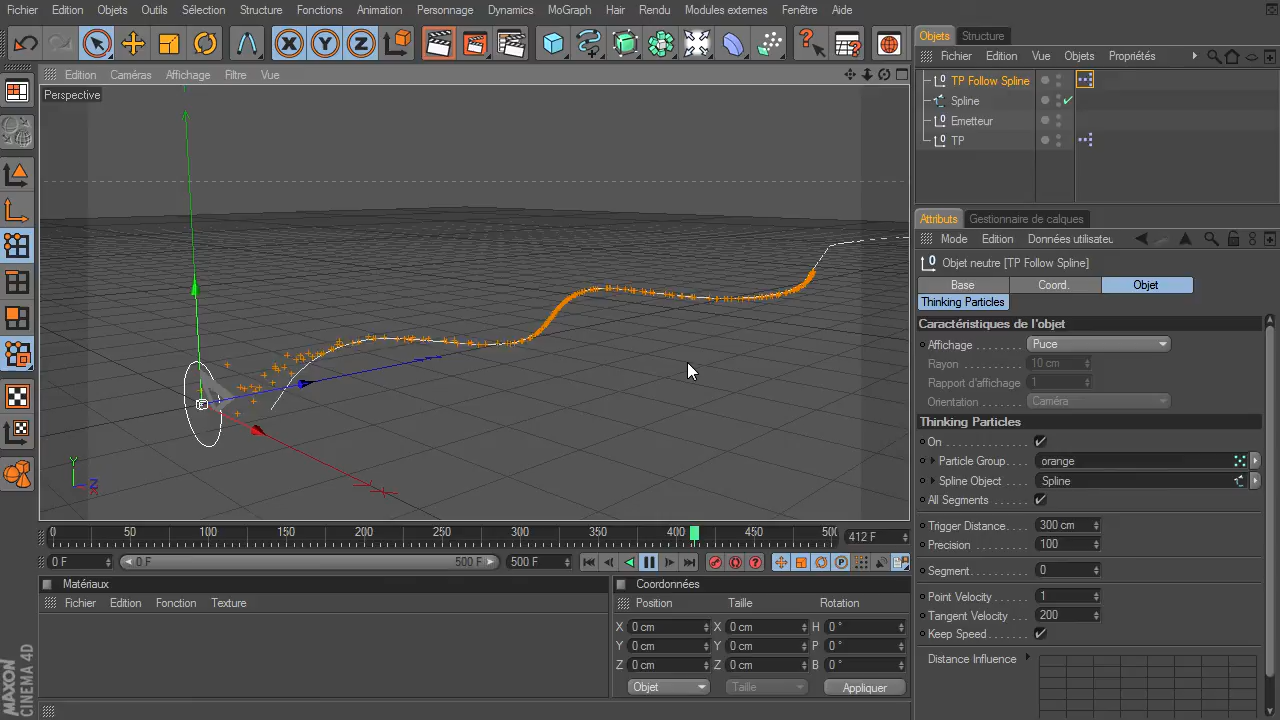 Fichier Edition Objets Outils Sélection Structure Fonctions Animation Personnage Dynamics MoGraph Hair Rendu Modules externes Fenêtre Aide
Objets Structure
Fichier Edition Vue Objets Propriétés
TP Follow Spline
Spline
Emetteur
TP
Edition Caméras Affichage Filtre Vue
Perspective
Y
Z
X
Attributs Gestionnaire de calques
Mode Edition Données utilisateu
Objet neutre [TP Follow Spline]
Base Coord. Objet
Thinking Particles
Caractéristiques de l'objet
Affichage Puce
Rayon 10 cm
Rapport d'affichage 1
Orientation Caméra
Thinking Particles
On
Particle Group orange
Spline Object Spline
All Segments
Trigger Distance 300 cm
Precision 100
Segment 0
Point Velocity 1
Tangent Velocity 200
Keep Speed
Distance Influence
0 50 100 150 200 250 300 350 400 450 500 412 F
0 F 0 F 500 F 500 F
Matériaux
Fichier Edition Fonction Texture
Coordonnées
Position Taille Rotation
X 0 cm X 0 cm H 0 °
Y 0 cm Y 0 cm P 0 °
Z 0 cm Z 0 cm B 0 °
Objet Taille Appliquer
MAXON
CINEMA 4D